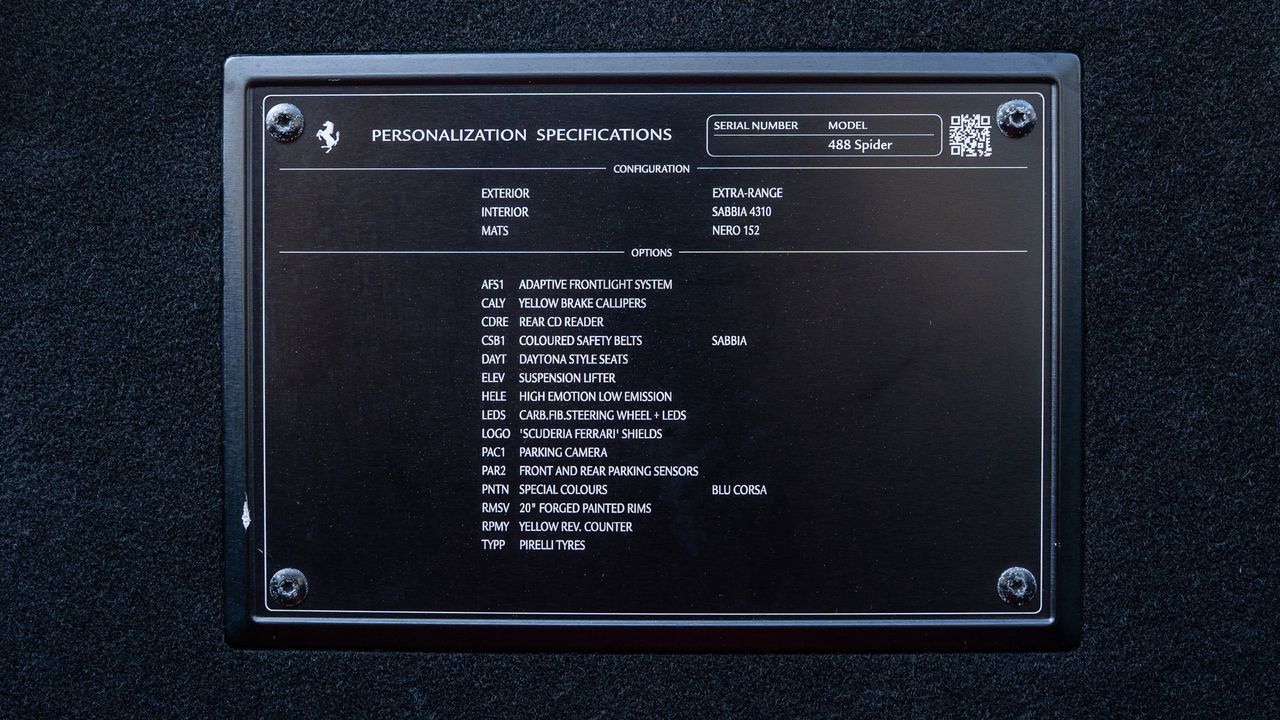 PERSONALIZATION SPECIFICATIONS
SERIAL NUMBER MODEL
488 Spider
CONFIGURATION
EXTERIOR EXTRA-RANGE
INTERIOR SABBIA 4310
MATS NERO 152
OPTIONS
AFS1 ADAPTIVE FRONTLIGHT SYSTEM
CALY YELLOW BRAKE CALLIPERS
CDRE REAR CD READER
CSB1 COLOURED SAFETY BELTS SABBIA
DAYT DAYTONA STYLE SEATS
ELEV SUSPENSION LIFTER
HELE HIGH EMOTION LOW EMISSION
LEDS CARB.FIB.STEERING WHEEL + LEDS
LOGO 'SCUDERIA FERRARI' SHIELDS
PAC1 PARKING CAMERA
PAR2 FRONT AND REAR PARKING SENSORS
PNTN SPECIAL COLOURS BLU CORSA
RMSV 20" FORGED PAINTED RIMS
RPMY YELLOW REV. COUNTER
TYPP PIRELLI TYRES